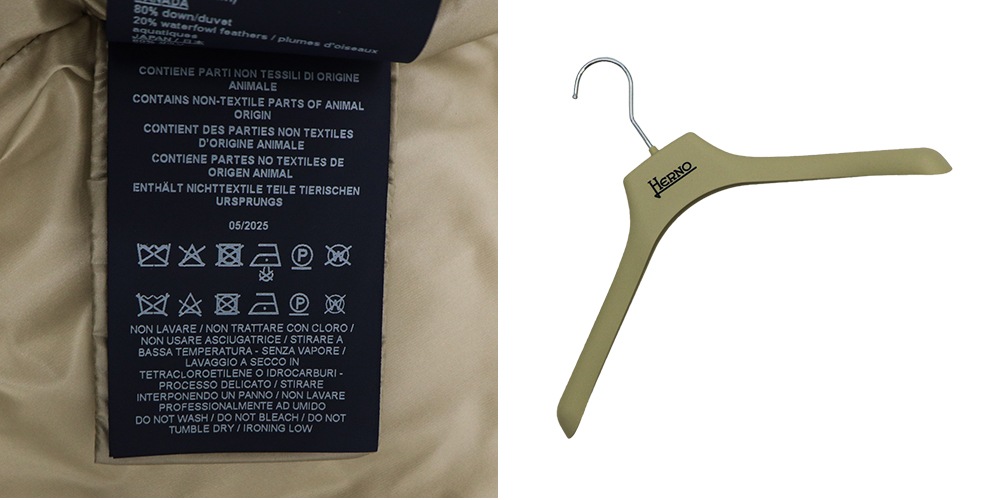 CANADA
80% down/duvet
20% waterfowl feathers / plumes d'oiseaux
aquatiques
JAPAN / 日本
CONTIENE PARTI NON TESSILI DI ORIGINE
ANIMALE
CONTAINS NON-TEXTILE PARTS OF ANIMAL
ORIGIN
CONTIENT DES PARTIES NON TEXTILES
D'ORIGINE ANIMALE
CONTIENE PARTES NO TEXTILES DE
ORIGEN ANIMAL
ENTHÄLT NICHTTEXTILE TEILE TIERISCHEN
URSPRUNGS
05/2025
P W
P W
NON LAVARE / NON TRATTARE CON CLORO /
NON USARE ASCIUGATRICE / STIRARE A
BASSA TEMPERATURA - SENZA VAPORE /
LAVAGGIO A SECCO IN
TETRACLOROETILENE O IDROCARBURI -
PROCESSO DELICATO / STIRARE
INTERPONENDO UN PANNO / NON LAVARE
PROFESSIONALMENTE AD UMIDO
DO NOT WASH / DO NOT BLEACH / DO NOT
TUMBLE DRY / IRONING LOW
HERNO